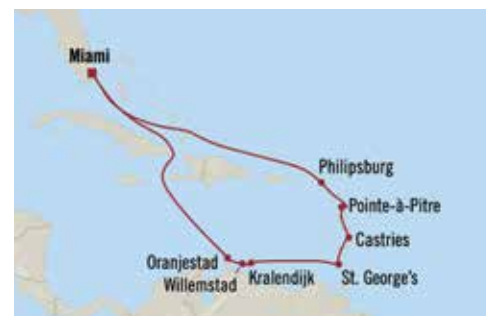 Miami
Philipsburg
Pointe-à-Pitre
Castries
St. George's
Kralendijk
Willemstad
Oranjestad